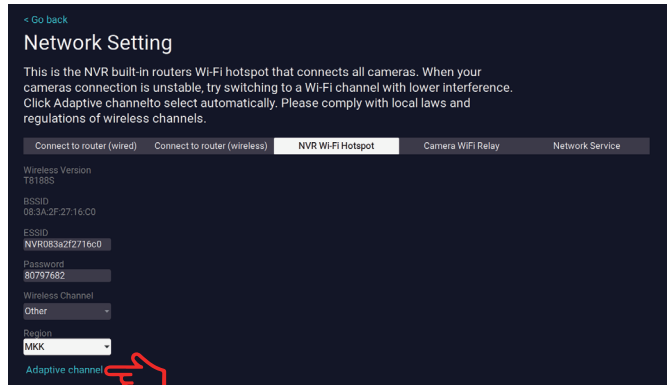 < Go back
Network Setting
This is the NVR built-in routers Wi-Fi hotspot that connects all cameras. When your
cameras connection is unstable, try switching to a Wi-Fi channel with lower interference.
Click Adaptive channelto select automatically. Please comply with local laws and
regulations of wireless channels.
Connect to router (wired) Connect to router (wireless) NVR Wi-Fi Hotspot Camera WiFi Relay Network Service
Wireless Version
T8188S
BSSID
08:3A:2F:27:16:C0
ESSID
NVR083a2f2716c0
Password
80797682
Wireless Channel
Other
Region
MKK
Adaptive channel